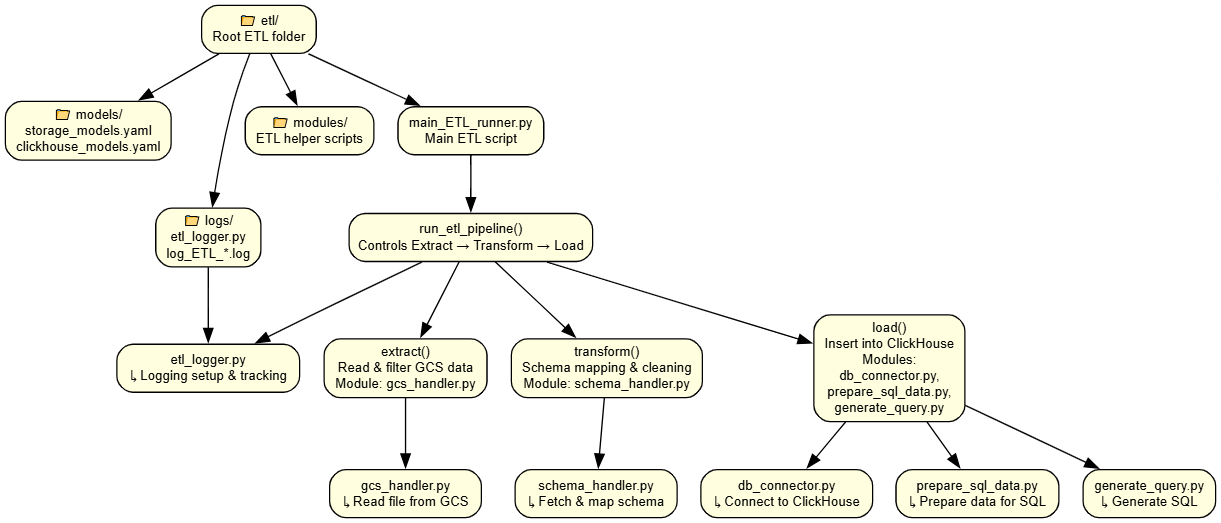 etl/
Root ETL folder
models/
storage_models.yaml
clickhouse_models.yaml
modules/
ETL helper scripts
main_ETL_runner.py
Main ETL script
logs/
etl_logger.py
log_ETL_*.log
run_etl_pipeline()
Controls Extract → Transform → Load
etl_logger.py
↳ Logging setup & tracking
extract()
Read & filter GCS data
Module: gcs_handler.py
transform()
Schema mapping & cleaning
Module: schema_handler.py
load()
Insert into ClickHouse
Modules:
db_connector.py,
prepare_sql_data.py,
generate_query.py
gcs_handler.py
↳ Read file from GCS
schema_handler.py
↳ Fetch & map schema
db_connector.py
↳ Connect to ClickHouse
prepare_sql_data.py
↳ Prepare data for SQL
generate_query.py
↳ Generate SQL